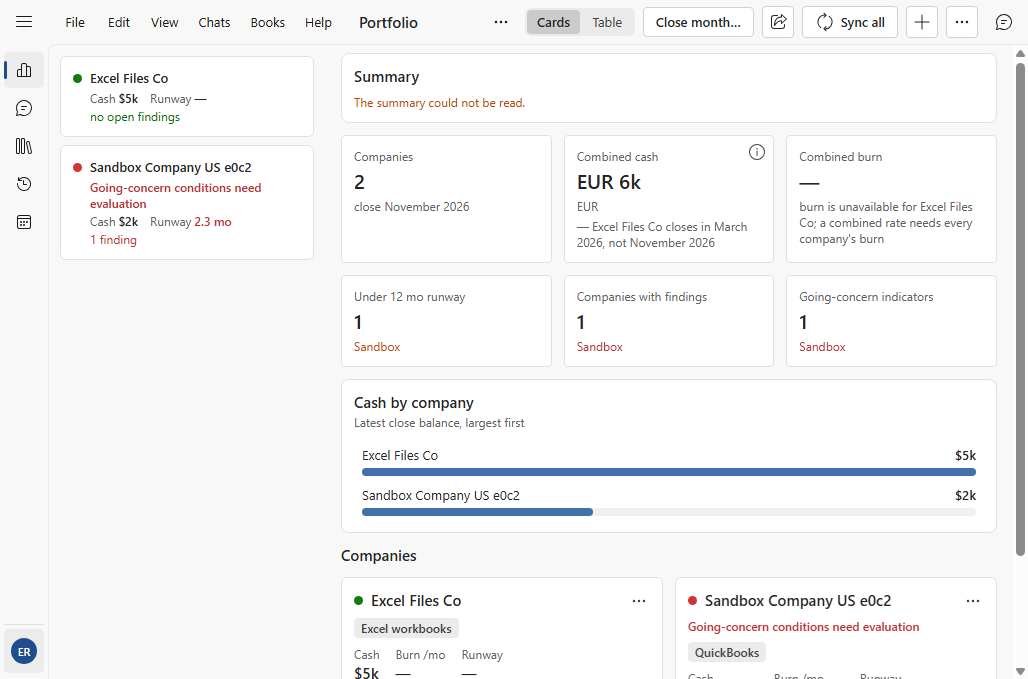 File Edit View Chats Books Help Portfolio Cards Table Close month... Sync all
Excel Files Co
Cash $5k Runway —
no open findings
Sandbox Company US e0c2
Going-concern conditions need
evaluation
Cash $2k Runway 2.3 mo
1 finding
Summary
The summary could not be read.
Companies
2
close November 2026
Combined cash
EUR 6k
EUR
— Excel Files Co closes in March
2026, not November 2026
Combined burn
—
burn is unavailable for Excel Files
Co; a combined rate needs every
company's burn
Under 12 mo runway
1
Sandbox
Companies with findings
1
Sandbox
Going-concern indicators
1
Sandbox
Cash by company
Latest close balance, largest first
Excel Files Co $5k
Sandbox Company US e0c2 $2k
Companies
Excel Files Co
Excel workbooks
Cash Burn /mo Runway
$5k — —
Sandbox Company US e0c2
Going-concern conditions need evaluation
QuickBooks
Cash Burn /mo Runway
ER